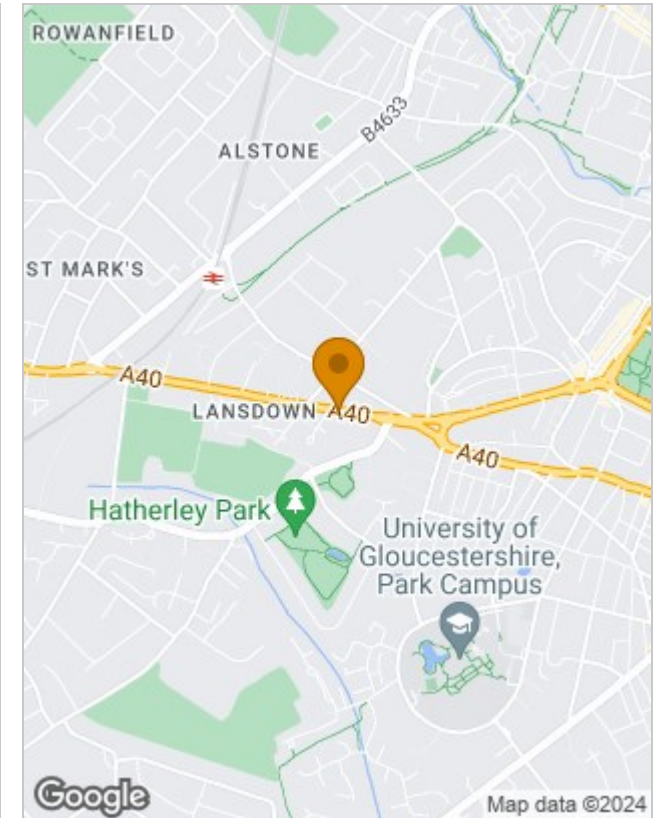 ROWANFIELD
B4633
ALSTONE
ST MARK'S
A40
LANSDOWN
A40
A40
Hatherley Park
University of
Gloucestershire,
Park Campus
Google
Map data ©2024